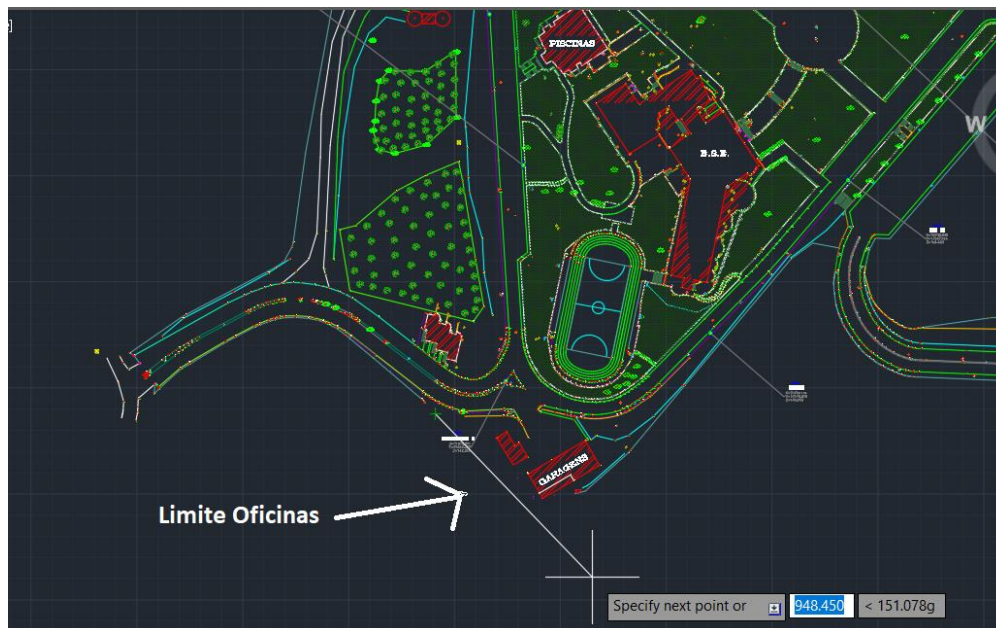 PISCINAS
W
B.S.B.
GARAGENS
Limite Oficinas
Specify next point or
948.450
< 151.078g